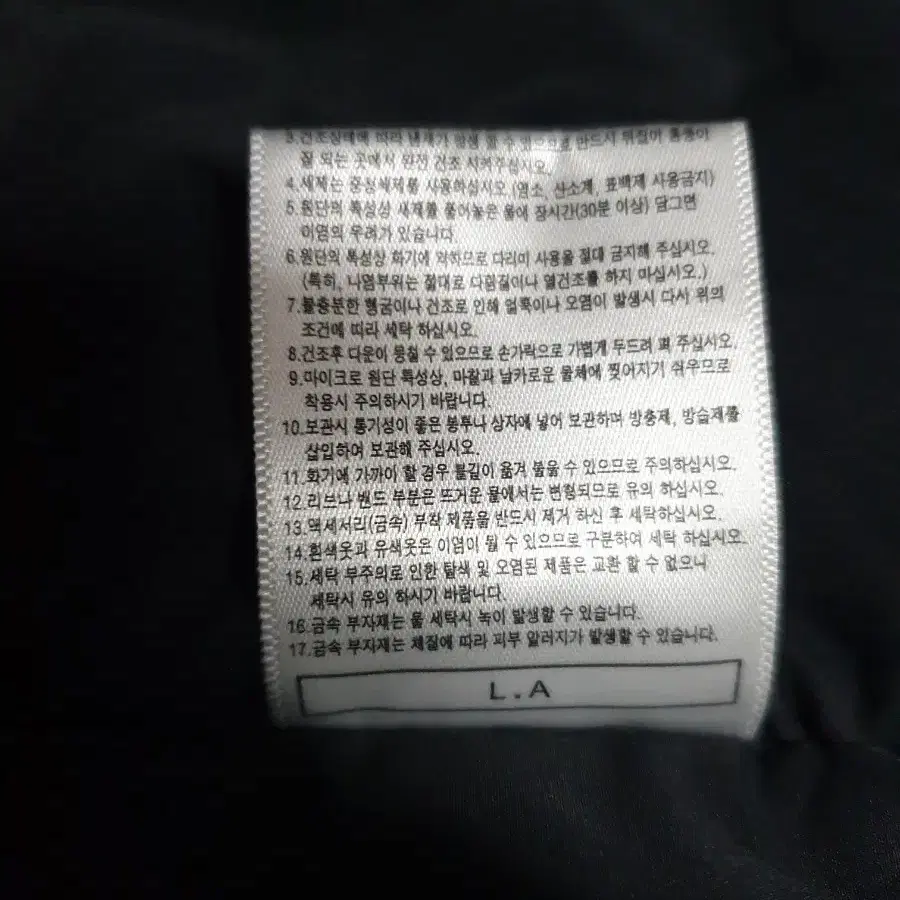 3.건조상태에 따라 냄새가 발생 할 수 있으므로 반드시 뒤집어 통풍이
잘 되는 곳에서 완전 건조 시켜주십시오.
4.세제는 중성세제를 사용하십시오 (염소, 산소계, 표백제 사용금지)
5.원단의 특성상 세제를 풀어놓은 물에 장시간(30분 이상) 담그면
이염의 우려가 있습니다.
6.원단의 특성상 화기에 약하므로 다리미 사용을 절대 금지해 주십시오.
(특히, 나염부위는 절대로 다림질이나 열건조를 하지 마십시오.)
7.불충분한 헹굼이나 건조로 인해 얼룩이나 오염이 발생시 다시 위의
조건에 따라 세탁 하십시오.
8.건조후 다운이 뭉칠 수 있으므로 손가락으로 가볍게 두드려 펴 주십시오.
9.마이크로 원단 특성상, 마찰과 날카로운 물체에 찢어지기 쉬우므로
착용시 주의하시기 바랍니다.
10.보관시 통기성이 좋은 봉투나 상자에 넣어 보관하며 방충제, 방습제를
삽입하여 보관해 주십시오.
11.화기에 가까이 할 경우 불길이 옮겨 붙을 수 있으므로 주의하십시오.
12.리브나 밴드 부분은 뜨거운 물에서는 변형되므로 유의 하십시오.
13.액세서리(금속) 부착 제품을 반드시 제거 하신 후 세탁하십시오.
14.흰색옷과 유색옷은 이염이 될 수 있으므로 구분하여 세탁 하십시오.
15.세탁 부주의로 인한 탈색 및 오염된 제품은 교환 할 수 없으니
세탁시 유의 하시기 바랍니다.
16.금속 부자재는 물 세탁시 녹이 발생할 수 있습니다.
17.금속 부자재는 체질에 따라 피부 알러지가 발생할 수 있습니다.
L.A